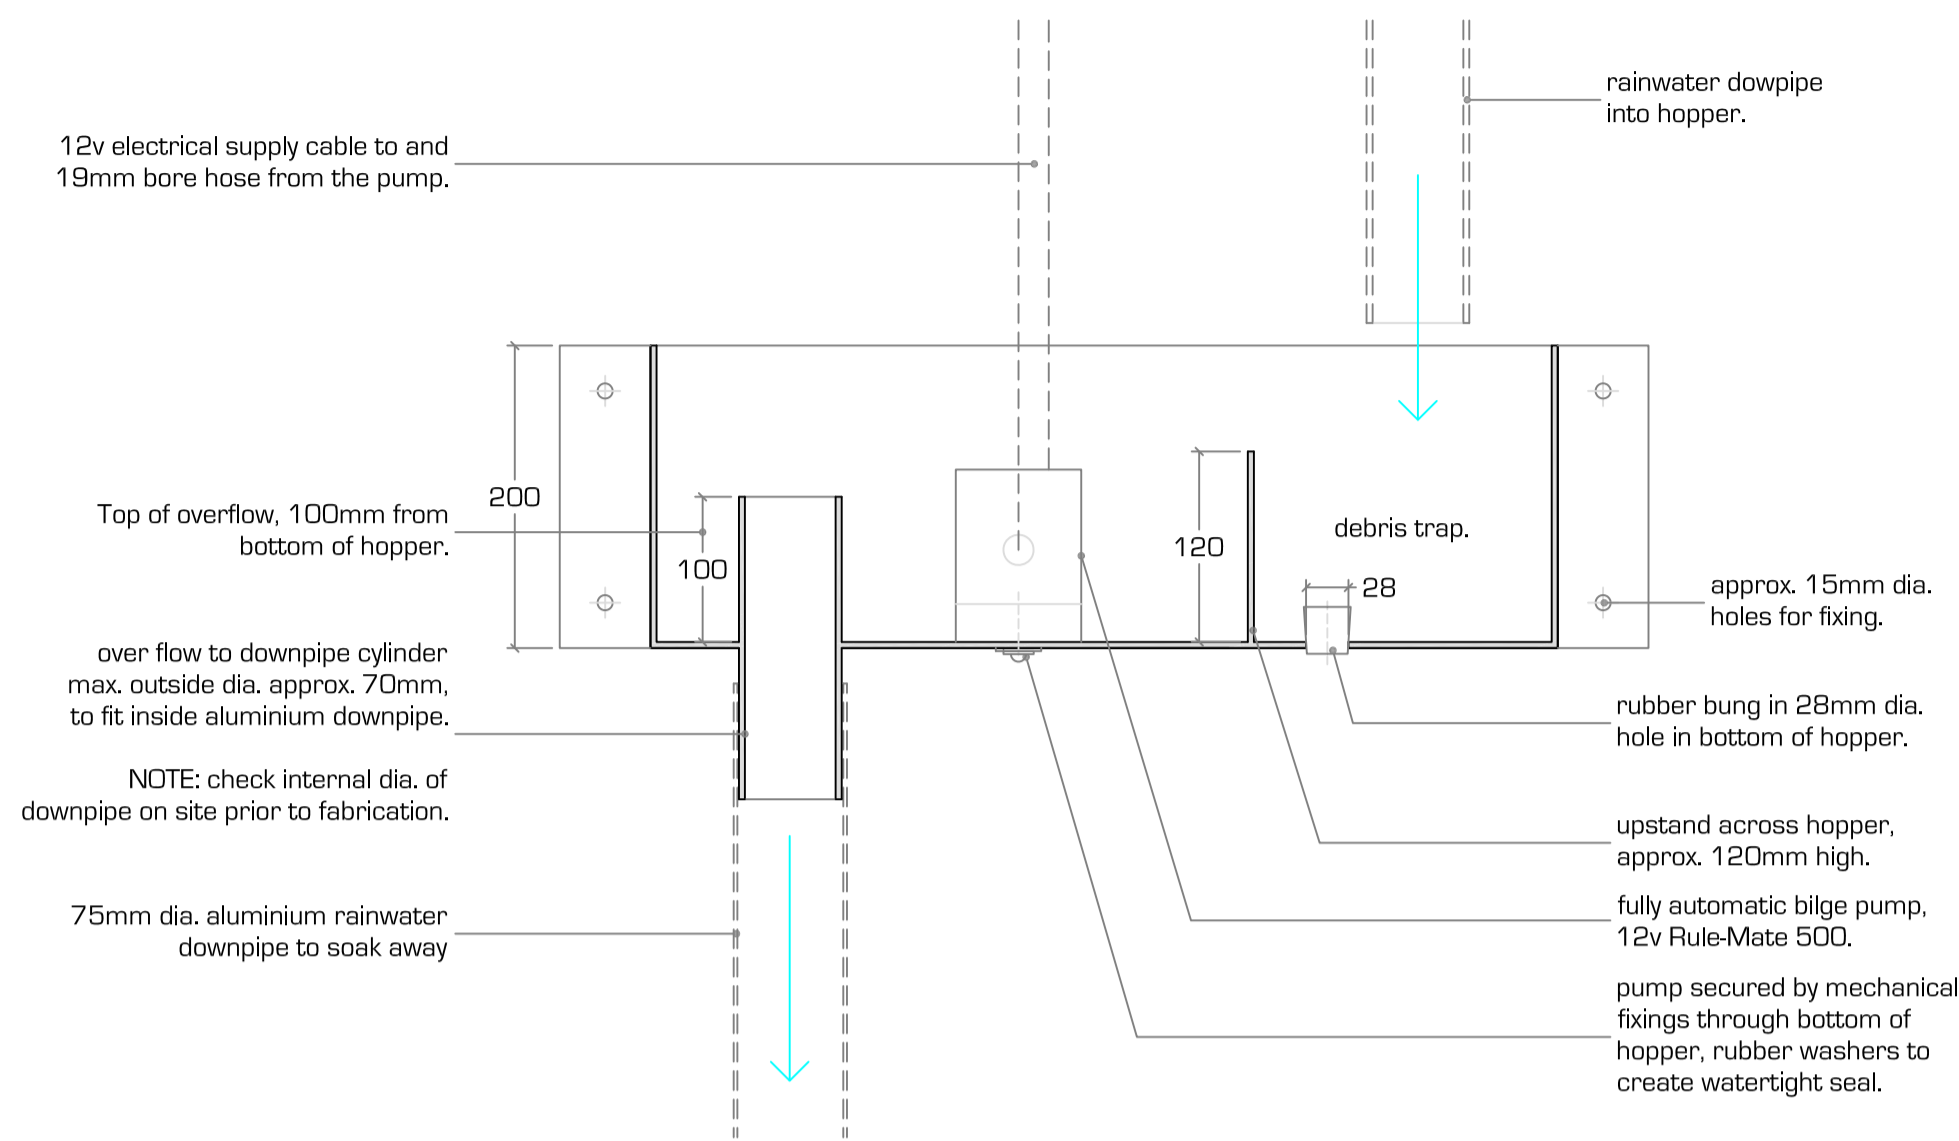 rainwater dowpipe
into hopper.
12v electrical supply cable to and
19mm bore hose from the pump.
200
Top of overflow, 100mm from
bottom of hopper.
100
120
debris trap.
28
approx. 15mm dia.
holes for fixing.
over flow to downpipe cylinder
max. outside dia. approx. 70mm,
to fit inside aluminium downpipe.
NOTE: check internal dia. of
downpipe on site prior to fabrication.
rubber bung in 28mm dia.
hole in bottom of hopper.
upstand across hopper,
approx. 120mm high.
75mm dia. aluminium rainwater
downpipe to soak away
fully automatic bilge pump,
12v Rule-Mate 500.
pump secured by mechanical
fixings through bottom of
hopper, rubber washers to
create watertight seal.